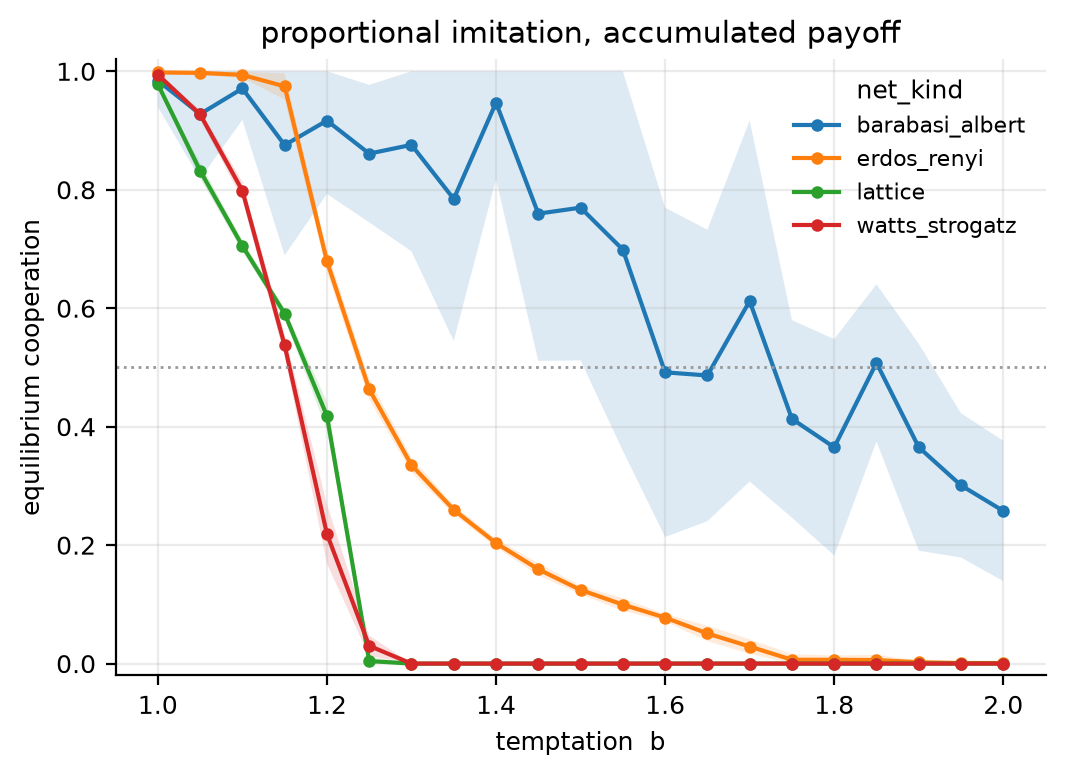 proportional imitation, accumulated payoff
net_kind
barabasi_albert
erdos_renyi
lattice
watts_strogatz
equilibrium cooperation
1.0
0.8
0.6
0.4
0.2
0.0
1.0 1.2 1.4 1.6 1.8 2.0
temptation b